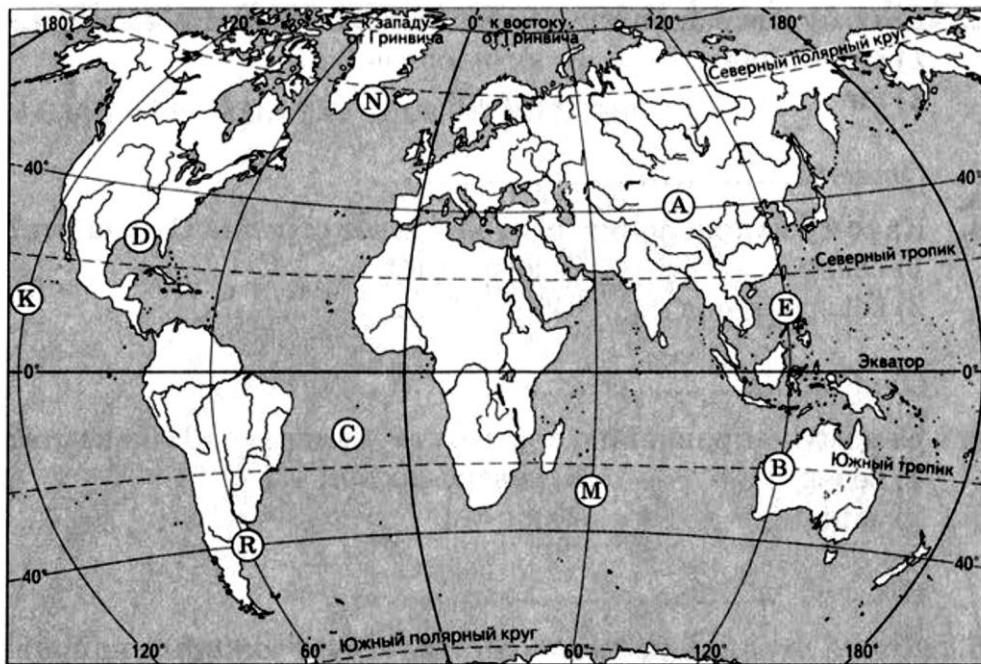 180° 120° к западу 0° к востоку 120° 180°
от Гринвича от Гринвича
Северный полярный круг
N
40° 40°
A
D
Северный тропик
K
E
Экватор
0° 0°
C
B
Южный тропик
M
R
40° 40°
Южный полярный круг
120° 60° 60° 120°